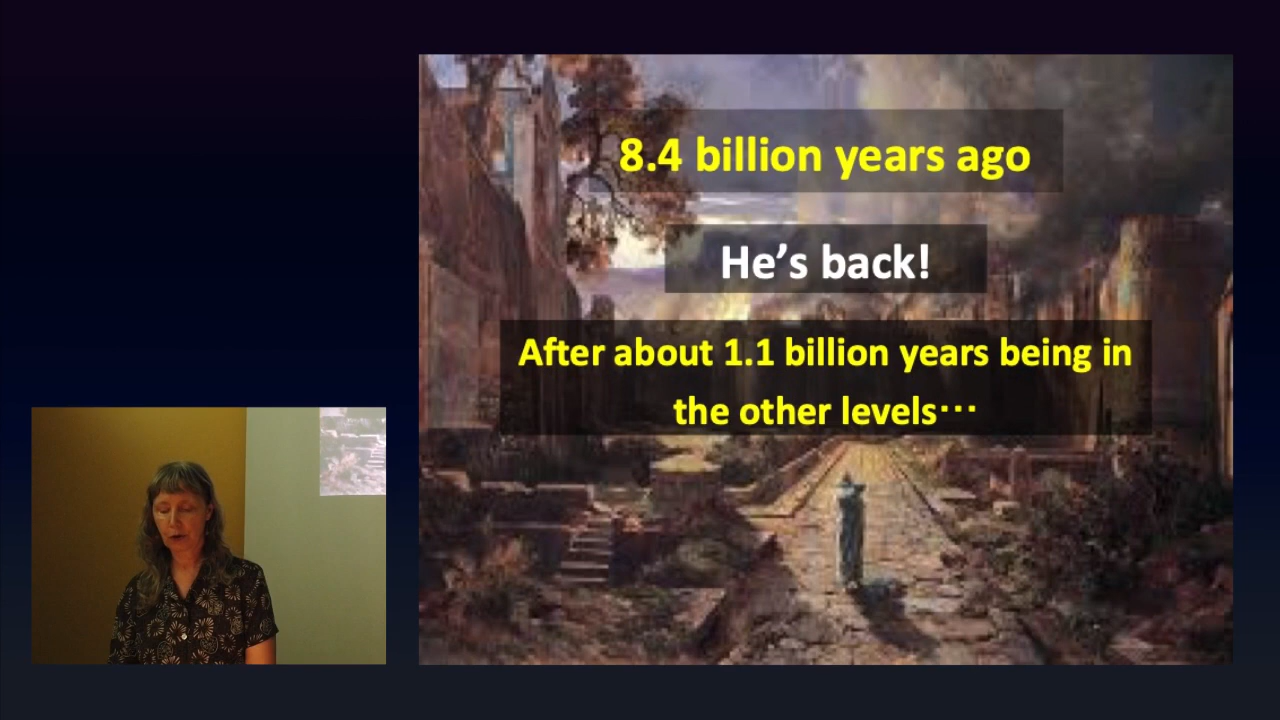 8.4 billion years ago
He’s back!
After about 1.1 billion years being in
the other levels⋯